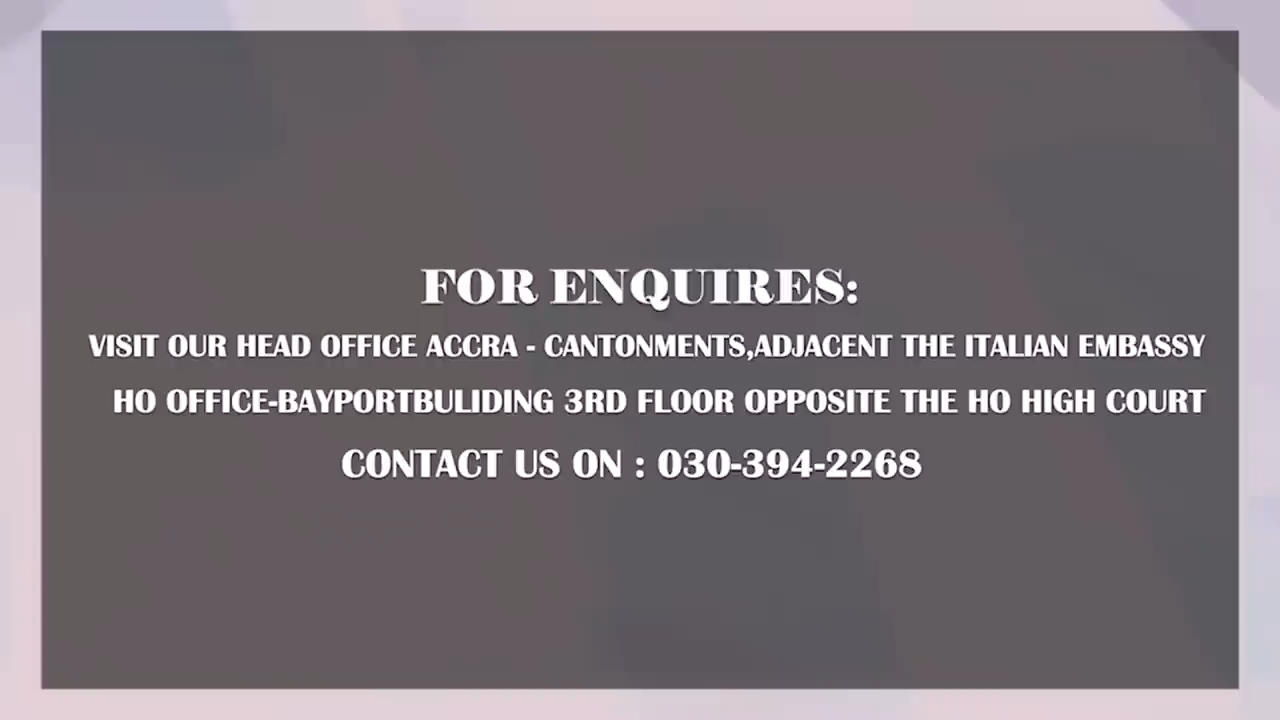 FOR ENQUIRES:
VISIT OUR HEAD OFFICE ACCRA - CANTONMENTS,ADJACENT THE ITALIAN EMBASSY
HO OFFICE-BAYPORTBULIDING 3RD FLOOR OPPOSITE THE HO HIGH COURT
CONTACT US ON : 030-394-2268